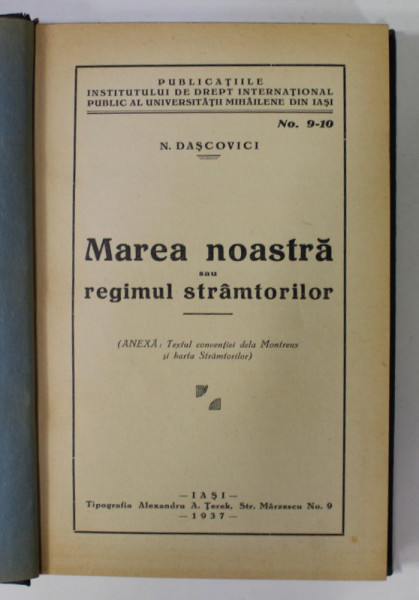 PUBLICAȚIILE
INSTITUTULUI DE DREPT INTERNAȚIONAL
PUBLIC AL UNIVERSITĂȚII MIHĂILENE DIN IAȘI
No. 9-10
N. DAȘCOVICI
Marea noastră
sau
regimul strâmtorilor
(ANEXĂ: Textul convenției dela Montreux
și harta Strâmtorilor)
— IAȘI —
Tipografia Alexandru A. Țerek, Str. Mârzescu No. 9
— 1937 —